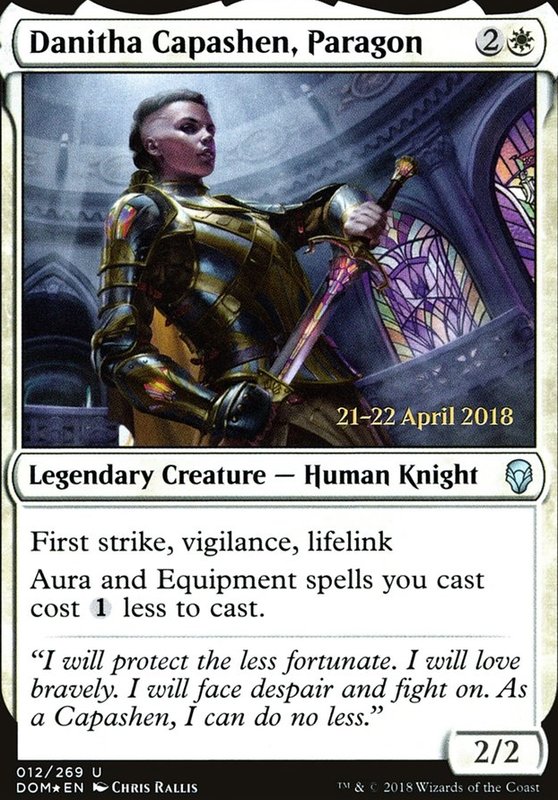 Danitha Capashen, Paragon 2
21–22 April 2018
Legendary Creature — Human Knight
First strike, vigilance, lifelink
Aura and Equipment spells you cast
cost 1 less to cast.
“I will protect the less fortunate. I will love
bravely. I will face despair and fight on. As
a Capashen, I can do no less.”
2/2
012/269 U
DOM★EN Chris Rallis
™ & © 2018 Wizards of the Coast